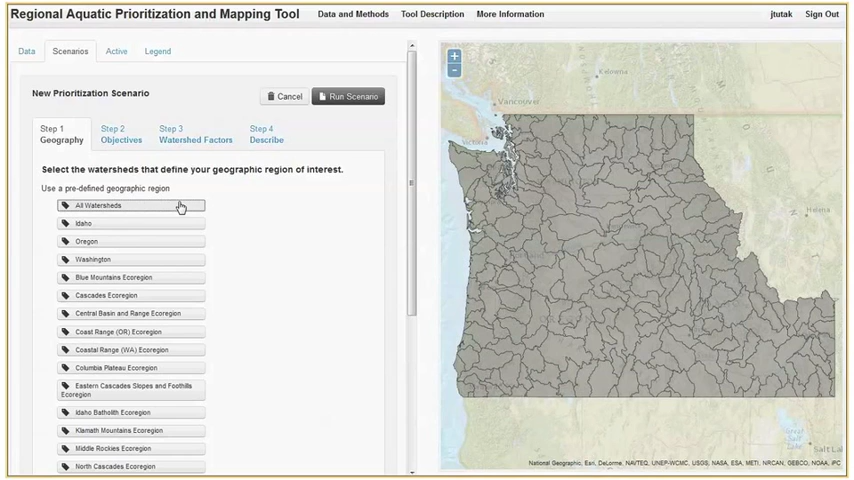 Regional Aquatic Prioritization and Mapping Tool
Data and Methods
Tool Description
More Information
jtutak
Sign Out
Data
Scenarios
Active
Legend
New Prioritization Scenario
Cancel
Run Scenario
Step 1
Geography
Step 2
Objectives
Step 3
Watershed Factors
Step 4
Describe
Select the watersheds that define your geographic region of interest.
Use a pre-defined geographic region
All Watersheds
Idaho
Oregon
Washington
Blue Mountains Ecoregion
Cascades Ecoregion
Central Basin and Range Ecoregion
Coast Range (OR) Ecoregion
Coastal Range (WA) Ecoregion
Columbia Plateau Ecoregion
Eastern Cascades Slopes and Foothills
Ecoregion
Idaho Batholith Ecoregion
Klamath Mountains Ecoregion
Middle Rockies Ecoregion
North Cascades Ecoregion
+
-
Kelowna
Vancouver
Victoria
Helena
Salt
National Geographic, Esri, DeLorme, NAVTEQ, UNEP-WCMC, USGS, NASA, ESA, METI, NRCAN, GEBCO, NOAA, iPC